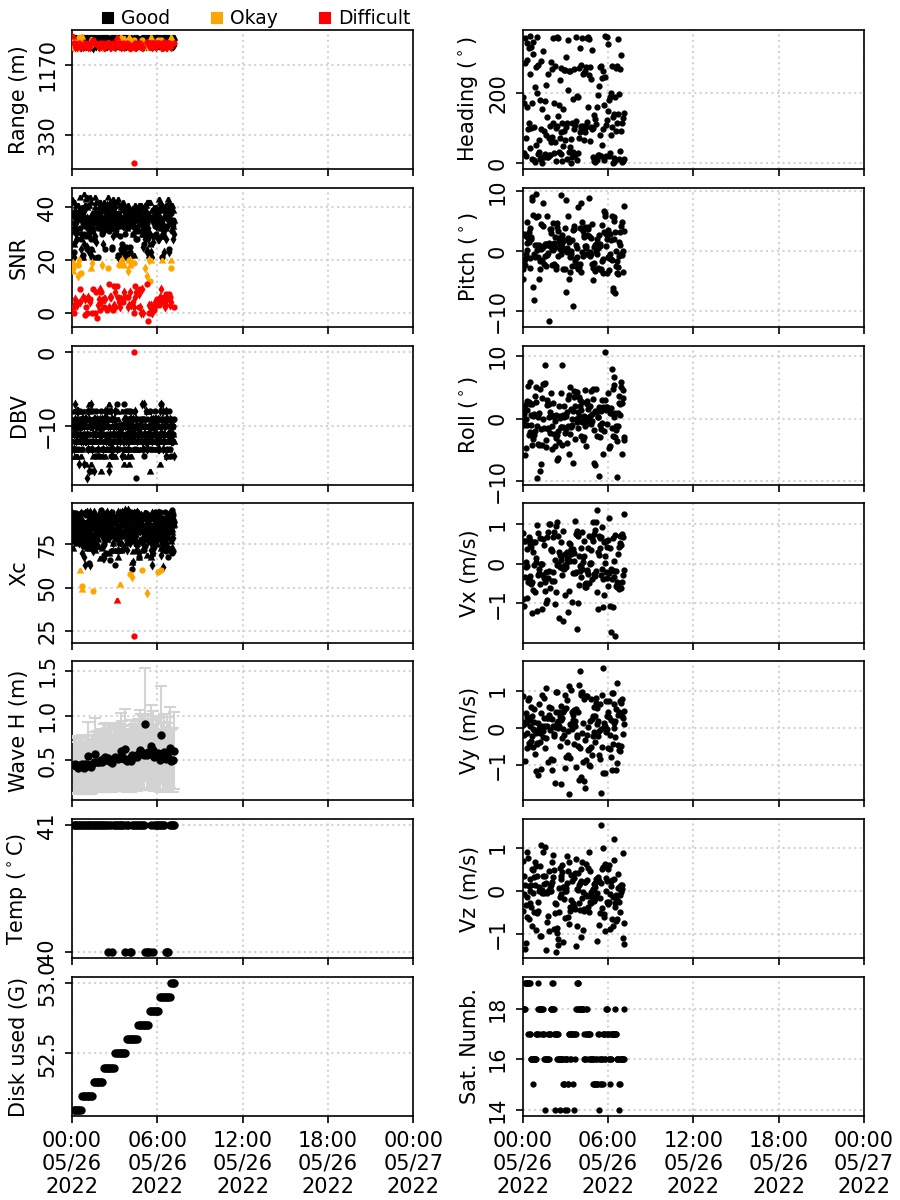 Good Okay Difficult
Range (m)
1170
330
SNR
40
20
0
DBV
0
−10
Xc
75
50
25
Wave H (m)
1.5
1.0
0.5
Temp (°C)
41
40
Disk used (G)
53.0
52.5
00:00 06:00 12:00 18:00 00:00
05/26 05/26 05/26 05/26 05/27
2022 2022 2022 2022 2022
Heading (°)
200
0
Pitch (°)
10
0
−10
Roll (°)
10
0
−10
Vx (m/s)
1
0
−1
Vy (m/s)
1
0
−1
Vz (m/s)
1
0
−1
Sat. Numb.
18
16
14
00:00 06:00 12:00 18:00 00:00
05/26 05/26 05/26 05/26 05/27
2022 2022 2022 2022 2022